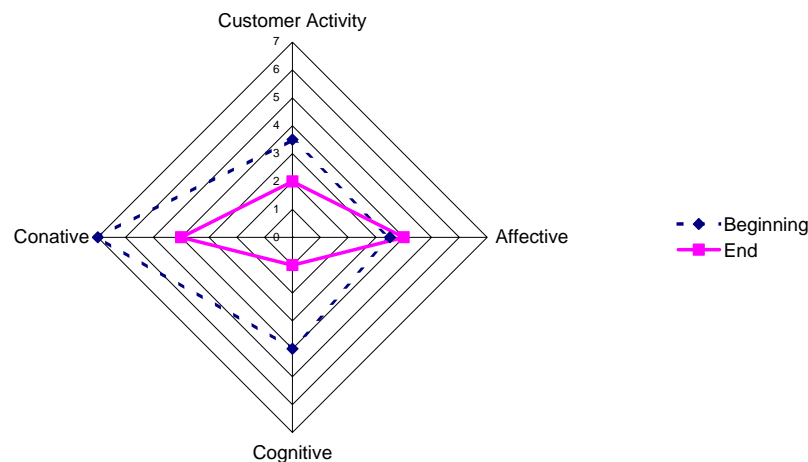 Customer Activity
7
6
5
4
3
2
1
0
Conative
Affective
Beginning
End
Cognitive